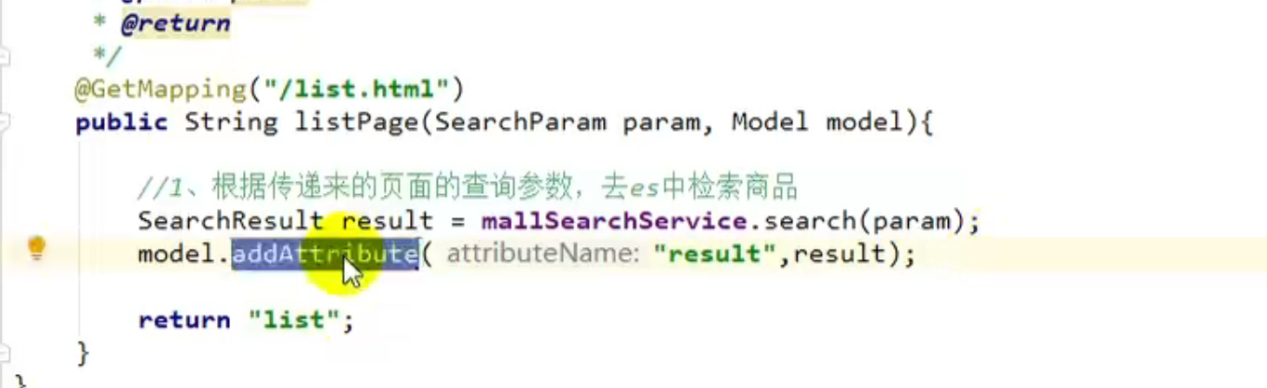 * @return
*/
@GetMapping("/list.html")
public String listPage(SearchParam param, Model model){
//1、根据传递来的页面的查询参数，去es中检索商品
SearchResult result = mallSearchService.search(param);
model.addAttribute( attributeName: "result",result);
return "list";
}
}